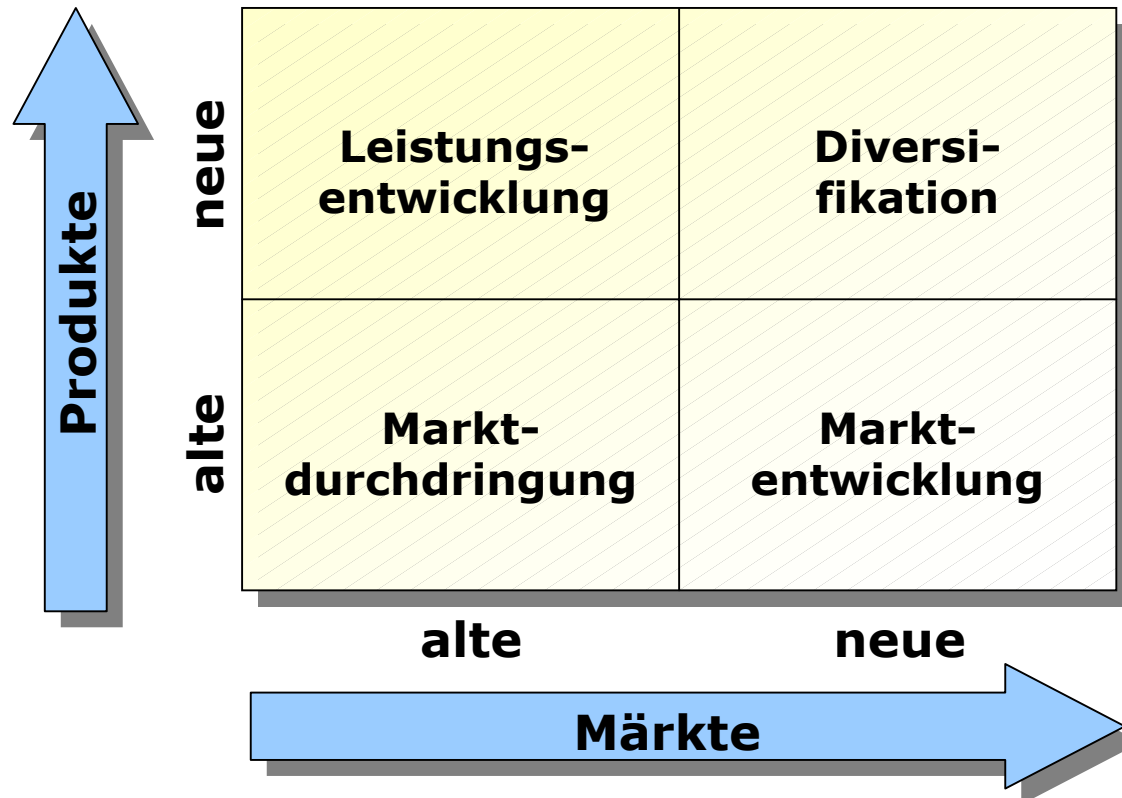 Produkte
neue
Leistungs-
entwicklung
Diversi-
fikation
alte
Markt-
durchdringung
Markt-
entwicklung
alte
neue
Märkte